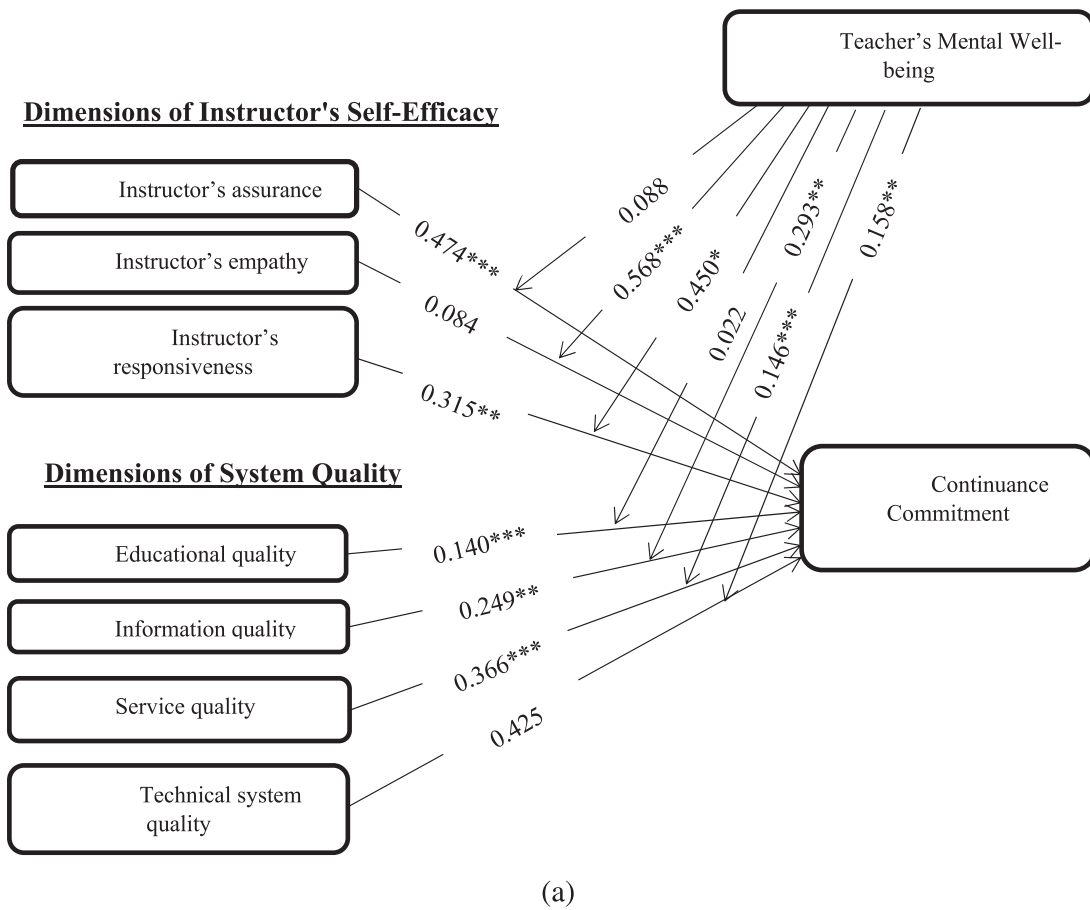 Teacher’s Mental Well-
being
Dimensions of Instructor's Self-Efficacy
Instructor’s assurance
Instructor’s empathy
Instructor’s
responsiveness
0.474***
0.084
0.315**
0.088
0.568***
0.450*
0.022
0.293**
0.146***
0.158**
Dimensions of System Quality
Educational quality
Information quality
Service quality
Technical system
quality
0.140***
0.249**
0.366***
0.425
Continuance
Commitment
(a)